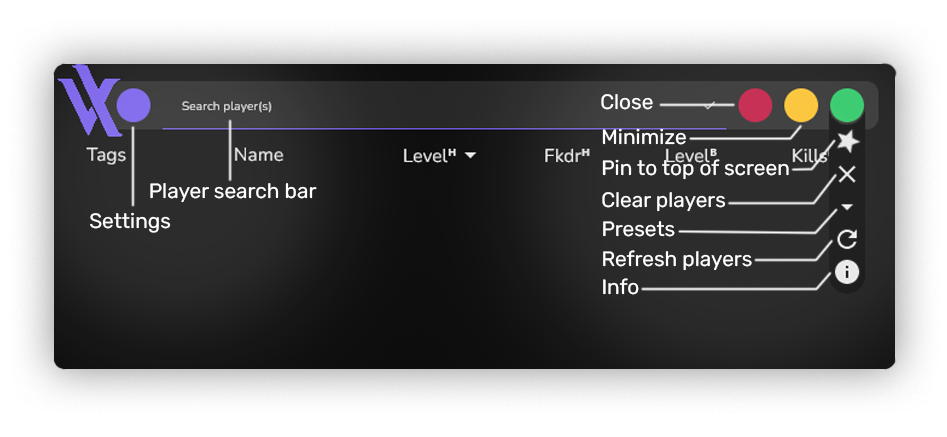 Search player(s)
Close
Minimize
Tags
Name
Levelᴴ
Fkdrᴴ
Levelᴮ
Kills
Pin to top of screen
Player search bar
Clear players
Settings
Presets
Refresh players
Info